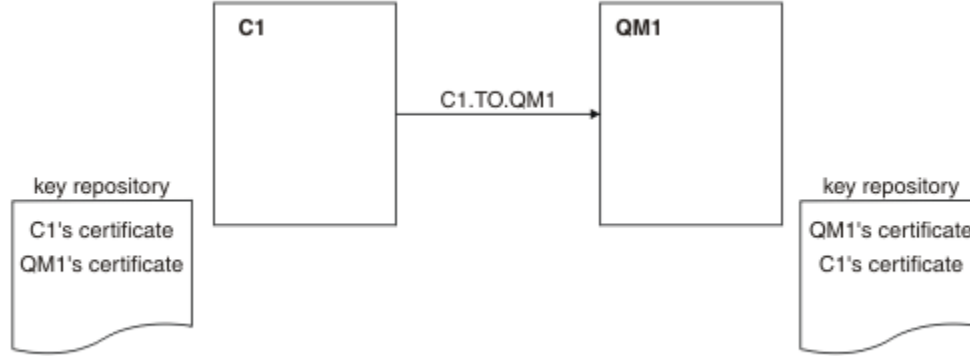 C1
QM1
C1.TO.QM1
key repository
C1's certificate
QM1's certificate
key repository
QM1's certificate
C1's certificate